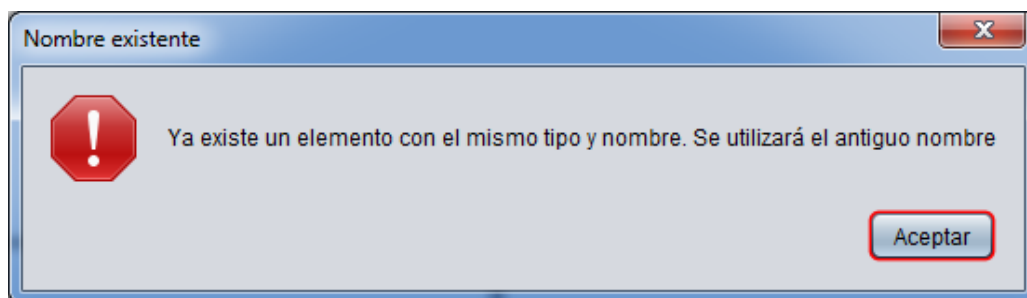 Nombre existente
Ya existe un elemento con el mismo tipo y nombre. Se utilizará el antiguo nombre
Aceptar